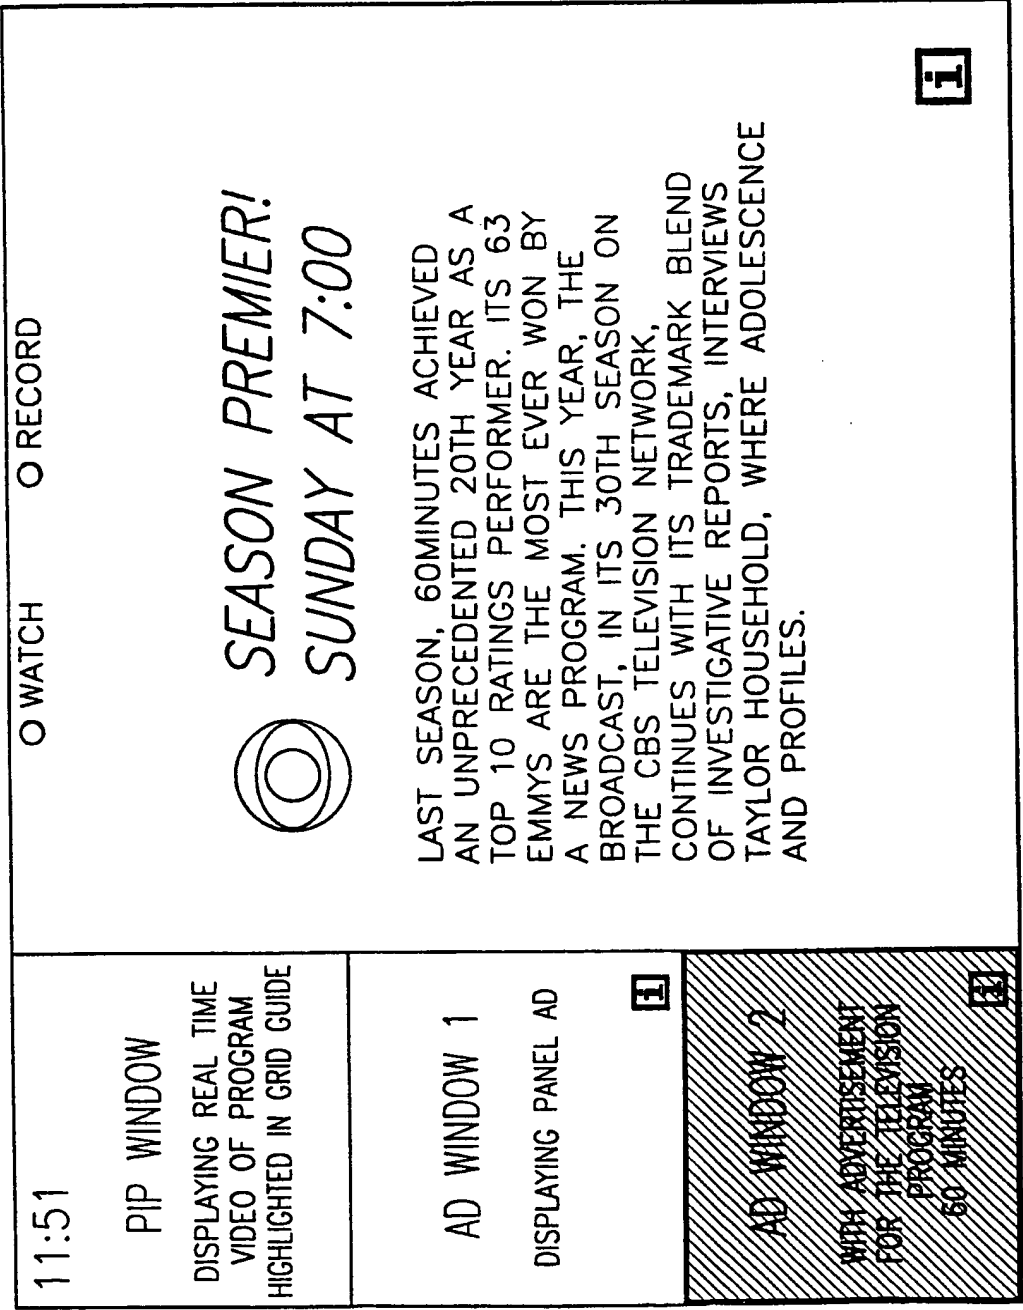 11:51
PIP WINDOW
DISPLAYING REAL TIME
VIDEO OF PROGRAM
HIGHLIGHTED IN GRID GUIDE
AD WINDOW 1
DISPLAYING PANEL AD
i
AD WINDOW 2
WITH ADVERTISEMENT
FOR THE TELEVISION
PROGRAM
60 MINUTES
i
O WATCH O RECORD
SEASON PREMIER!
SUNDAY AT 7:00
LAST SEASON, 60MINUTES ACHIEVED
AN UNPRECEDENTED 20TH YEAR AS A
TOP 10 RATINGS PERFORMER. ITS 63
EMMYS ARE THE MOST EVER WON BY
A NEWS PROGRAM. THIS YEAR, THE
BROADCAST, IN ITS 30TH SEASON ON
THE CBS TELEVISION NETWORK,
CONTINUES WITH ITS TRADEMARK BLEND
OF INVESTIGATIVE REPORTS, INTERVIEWS
TAYLOR HOUSEHOLD, WHERE ADOLESCENCE
AND PROFILES.
i